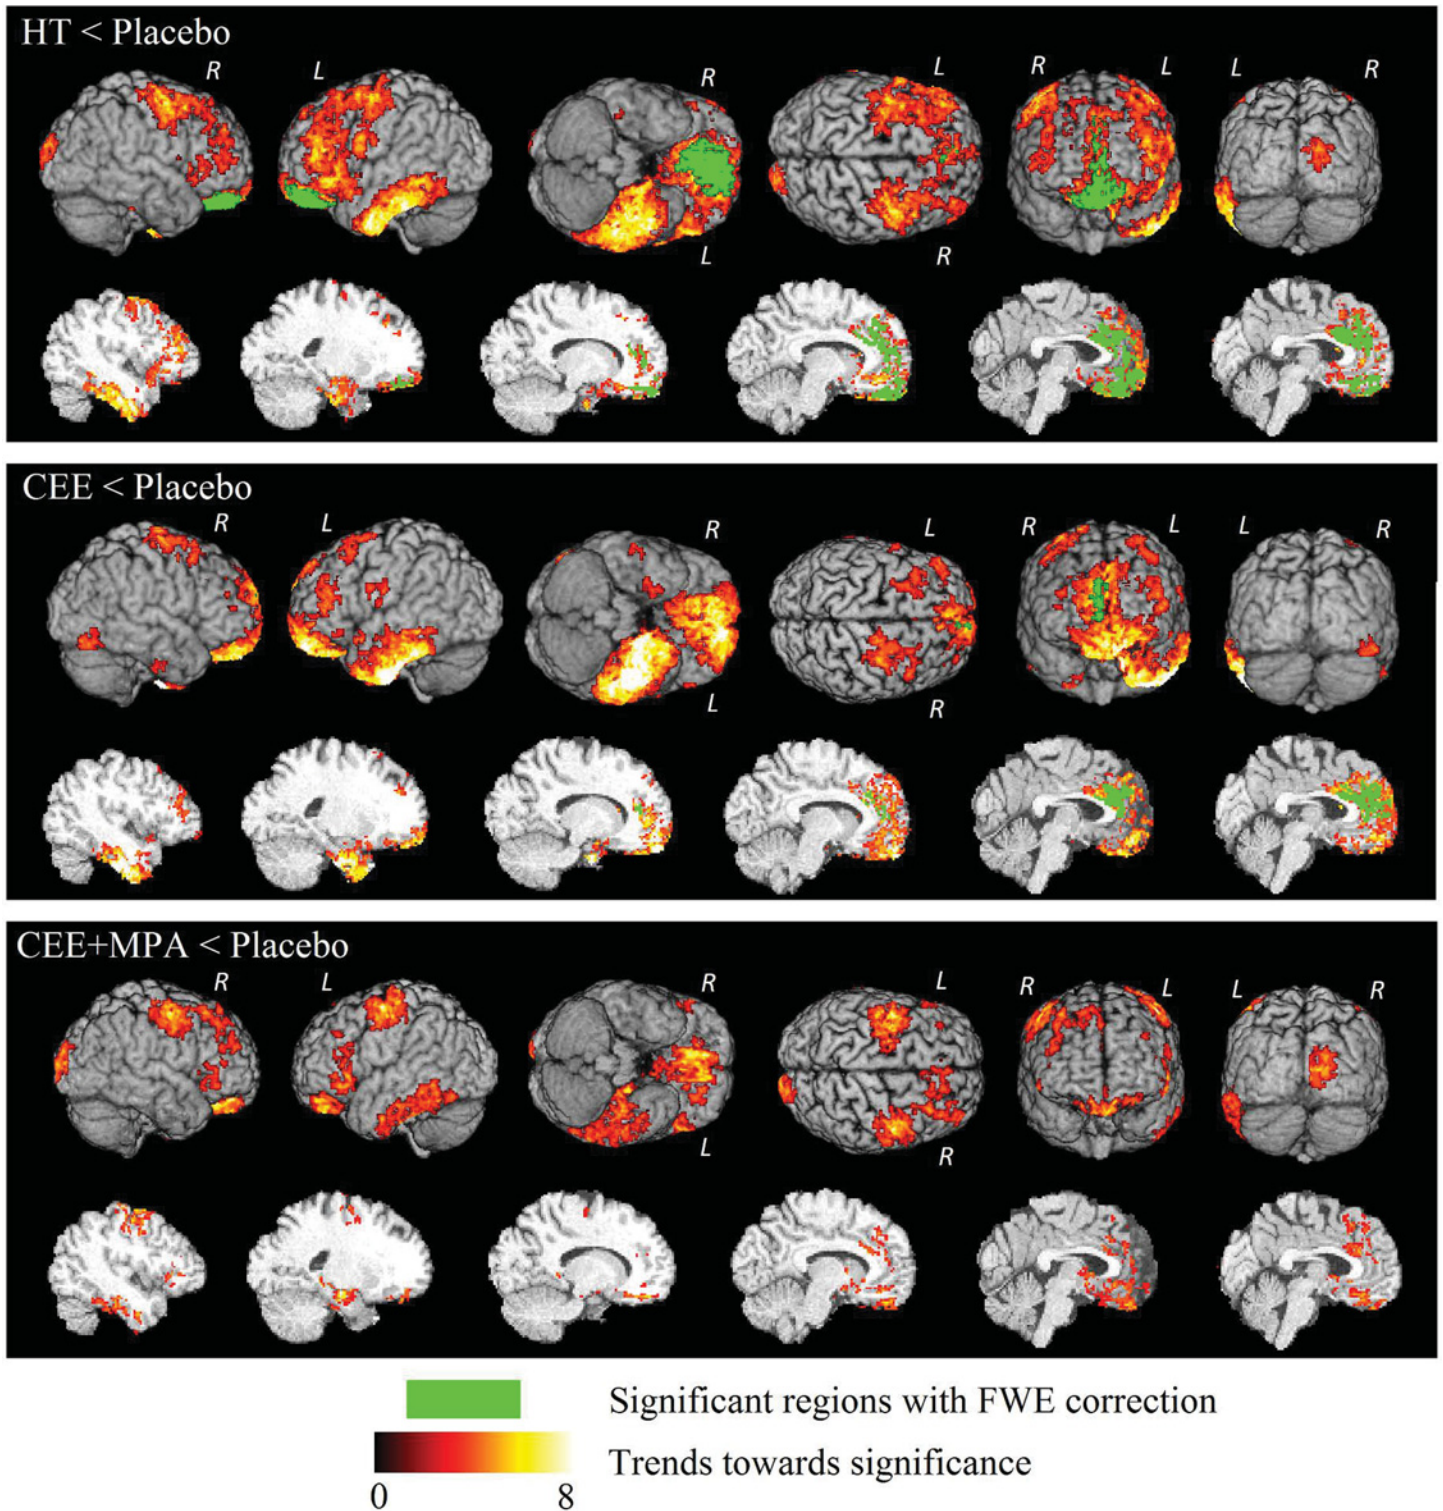 HT < Placebo
R L R L R L L R
L R
CEE < Placebo
R L R L R L L R
L R
CEE+MPA < Placebo
R L R L R L L R
L R
Significant regions with FWE correction
Trends towards significance
0 8